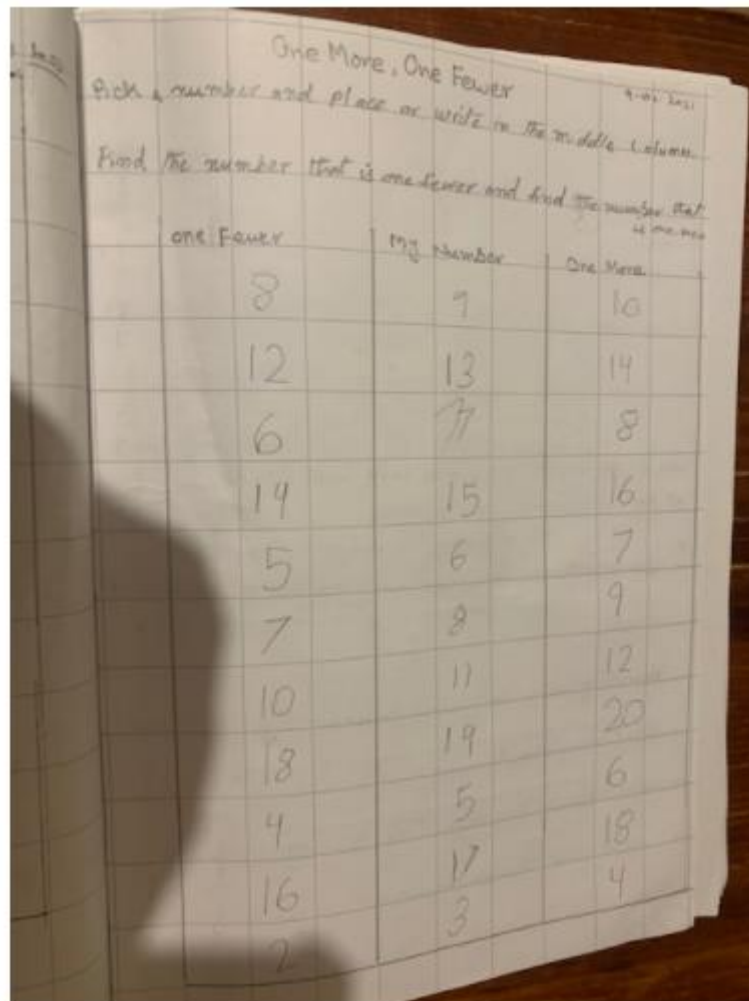 One More, One Fewer
Pick a number and place or write in the middle column.
Find the number that is one fewer and find the number that
is one more
one Fewer My Number One More
8 9 10
12 13 14
6 7 8
14 15 16
5 6 7
7 8 9
10 11 12
18 19 20
4 5 6
16 17 18
2 3 4